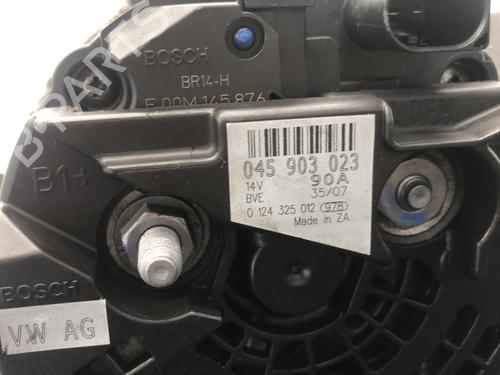 BOSCH
BR14-H
F 00M 145 876
B1+
045 903 023
14V 90A
BVE 35/07
0 124 325 012 (978)
Made in ZA
BOSCH
VW AG
B-PARTS